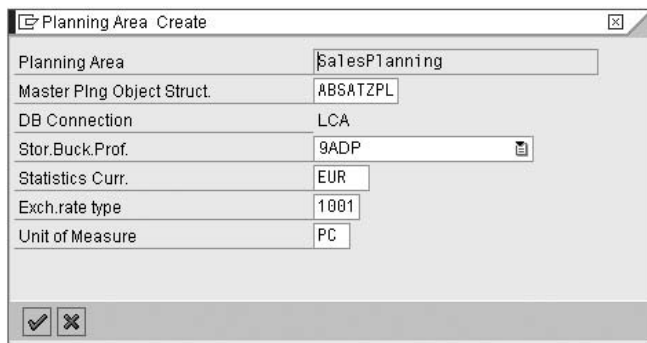 Planning Area Create
Planning Area SalesPlanning
Master Plng Object Struct. ABSATZPL
DB Connection LCA
Stor.Buck.Prof. 9ADP
Statistics Curr. EUR
Exch.rate type 1001
Unit of Measure PC